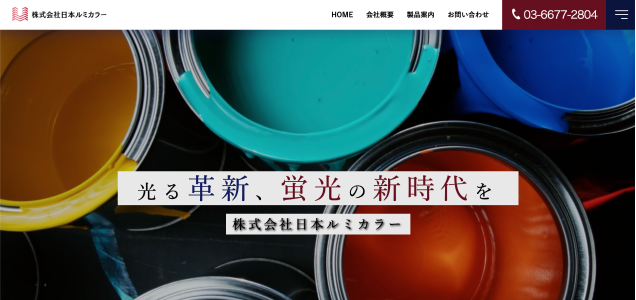 株式会社日本ルミカラー
HOME 会社概要 製品案内 お問い合わせ
03-6677-2804
光る革新、蛍光の新時代を
株式会社日本ルミカラー